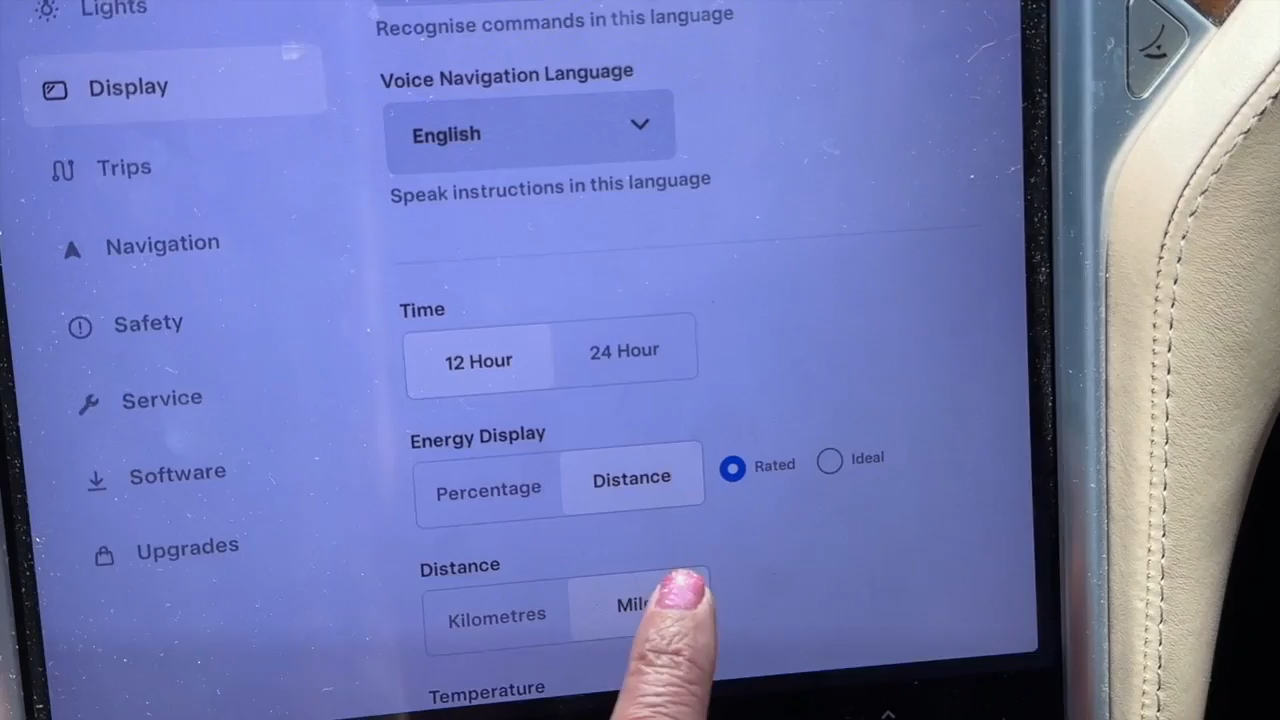 Lights
Display
Trips
Navigation
Safety
Service
Software
Upgrades
Recognise commands in this language
Voice Navigation Language
English
Speak instructions in this language
Time
12 Hour
24 Hour
Energy Display
Percentage
Distance
Rated
Ideal
Distance
Kilometres
Temperature